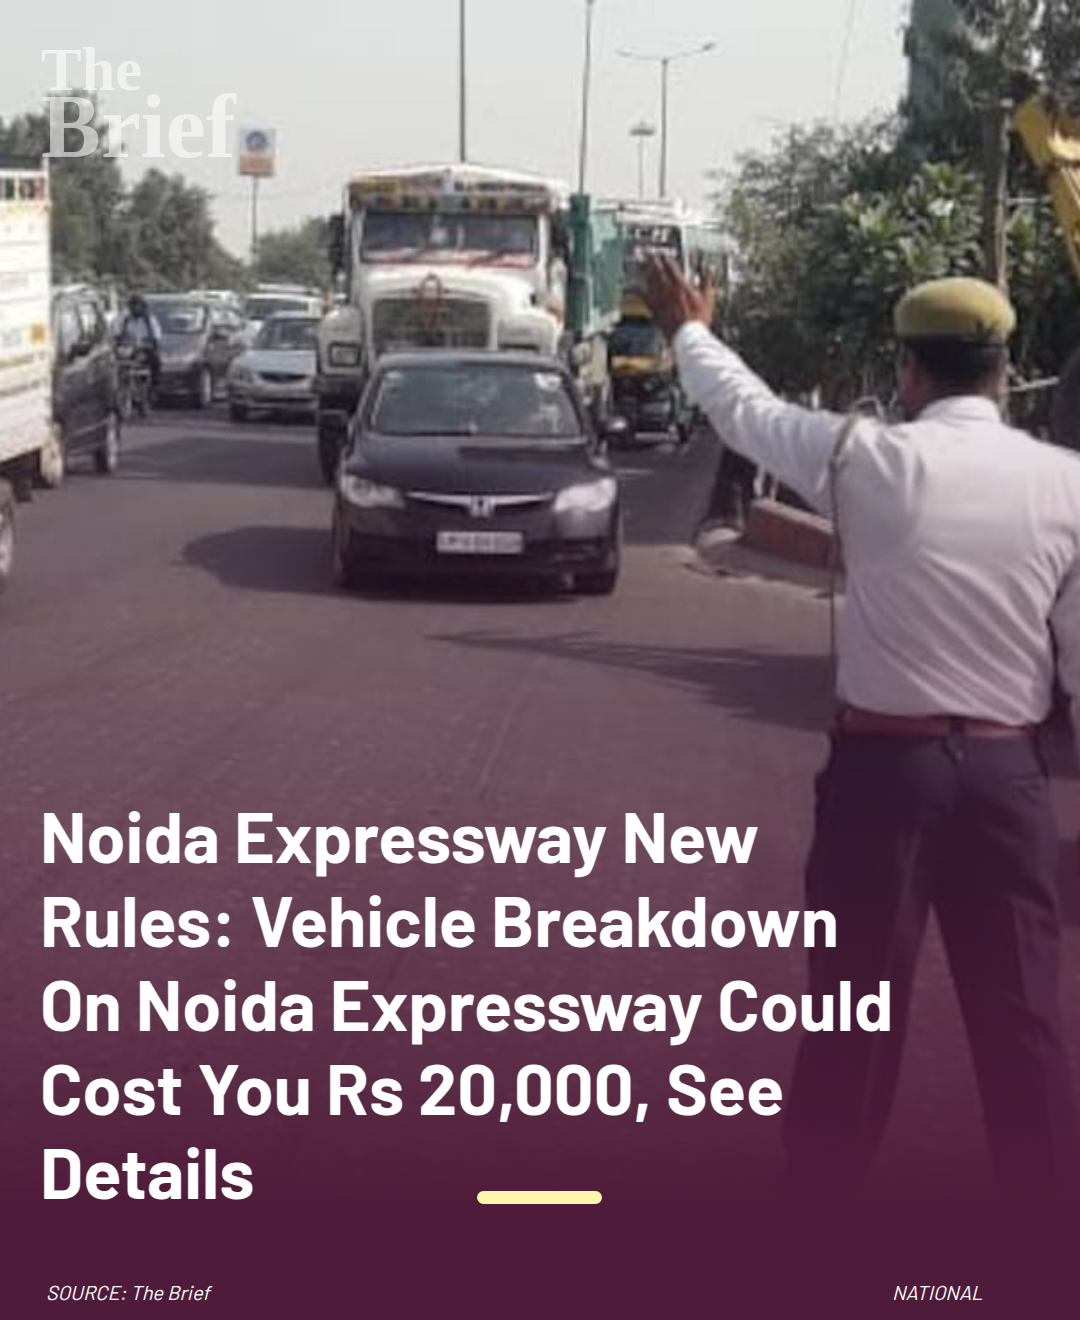 The
Brief
Noida Expressway New
Rules: Vehicle Breakdown
On Noida Expressway Could
Cost You Rs 20,000, See
Details
SOURCE: The Brief
NATIONAL